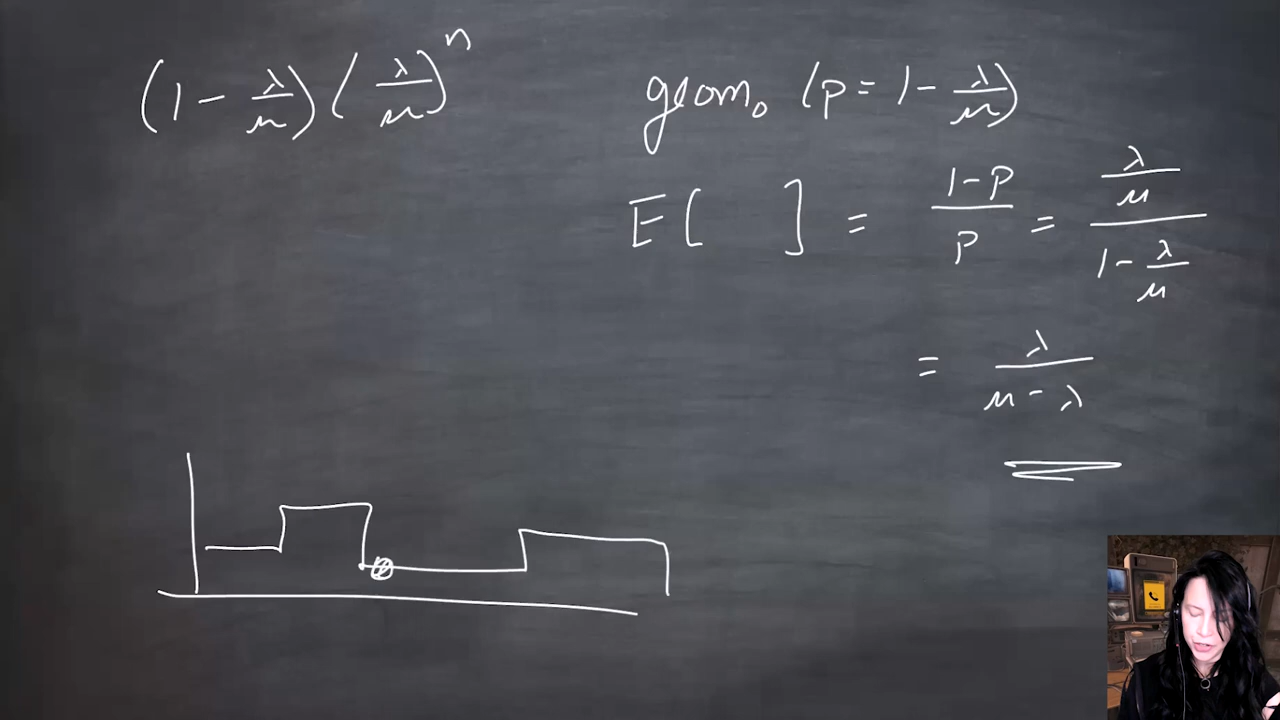 (1 - λ/μ) (λ/μ)^n
geom₀ (p = 1 - λ/μ)
E[ ] = (1-p)/p = (λ/μ)/(1 - λ/μ)
= λ/(μ - λ)